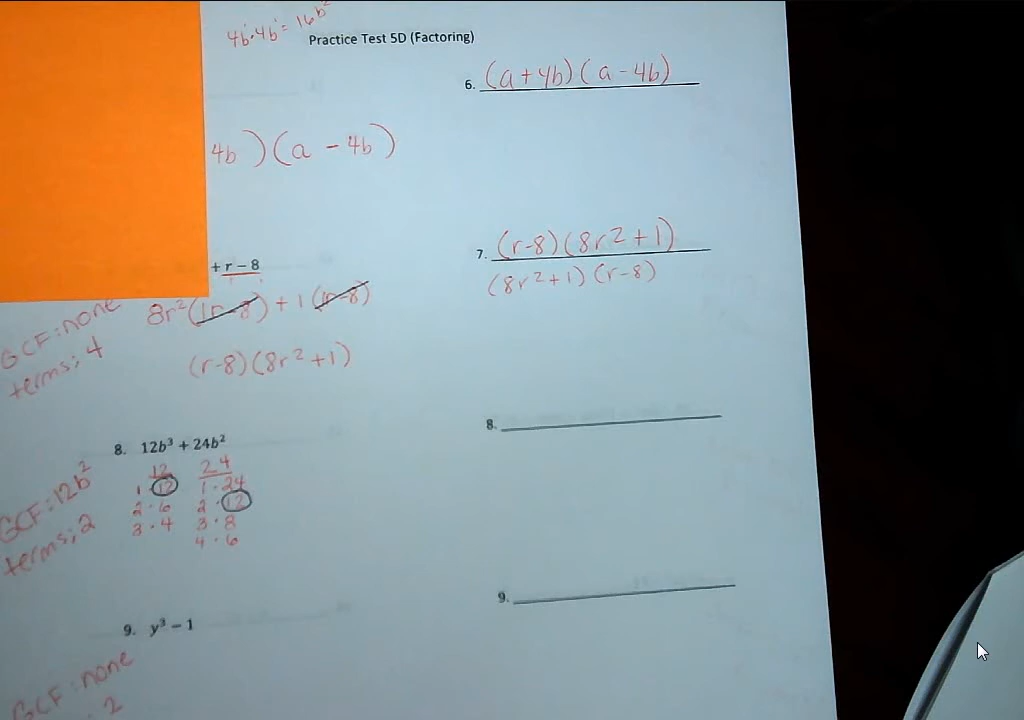 4b·4b = 16b²
Practice Test 5D (Factoring)
6. (a + 4b)(a - 4b)
4b)(a - 4b)
7. (r-8)(8r²+1)
(8r²+1)(r-8)
+ r – 8
8r²(1r-8) + 1(1r-8)
GCF: none
terms: 4
(r-8)(8r²+1)
8. 12b³ + 24b²
8.
12 24
1·12 1·24
2·6 2·12
3·4 3·8
4·6
GCF: 12b²
terms: 2
9. y³ – 1
9.
GCF: none
: 2